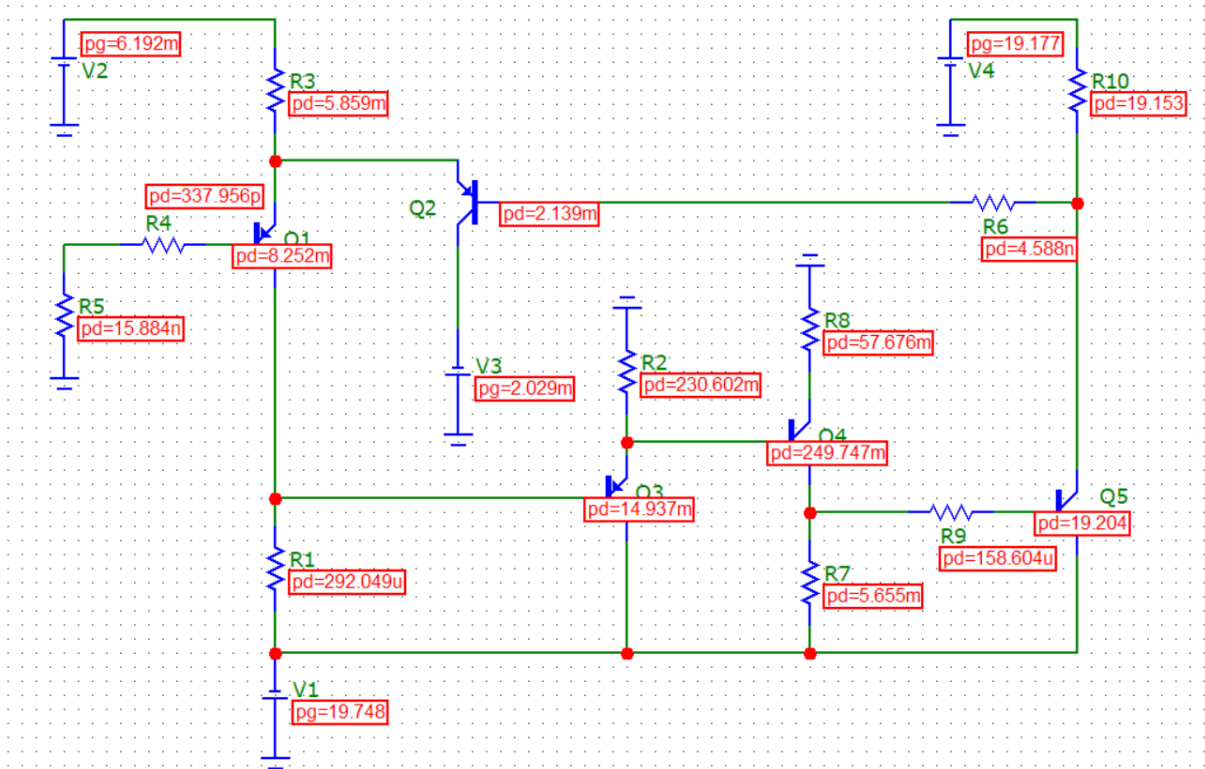 pg=6.192m
V2
R3
pd=5.859m
pg=19.177
V4
R10
pd=19.153
pd=337.956p
R4
Q1
pd=8.252m
Q2
pd=2.139m
R6
pd=4.588n
R5
pd=15.884n
V3
pg=2.029m
R2
pd=230.602m
R8
pd=57.676m
Q4
pd=249.747m
Q3
pd=14.937m
Q5
pd=19.204
R9
pd=158.604u
R1
pd=292.049u
R7
pd=5.655m
V1
pg=19.748